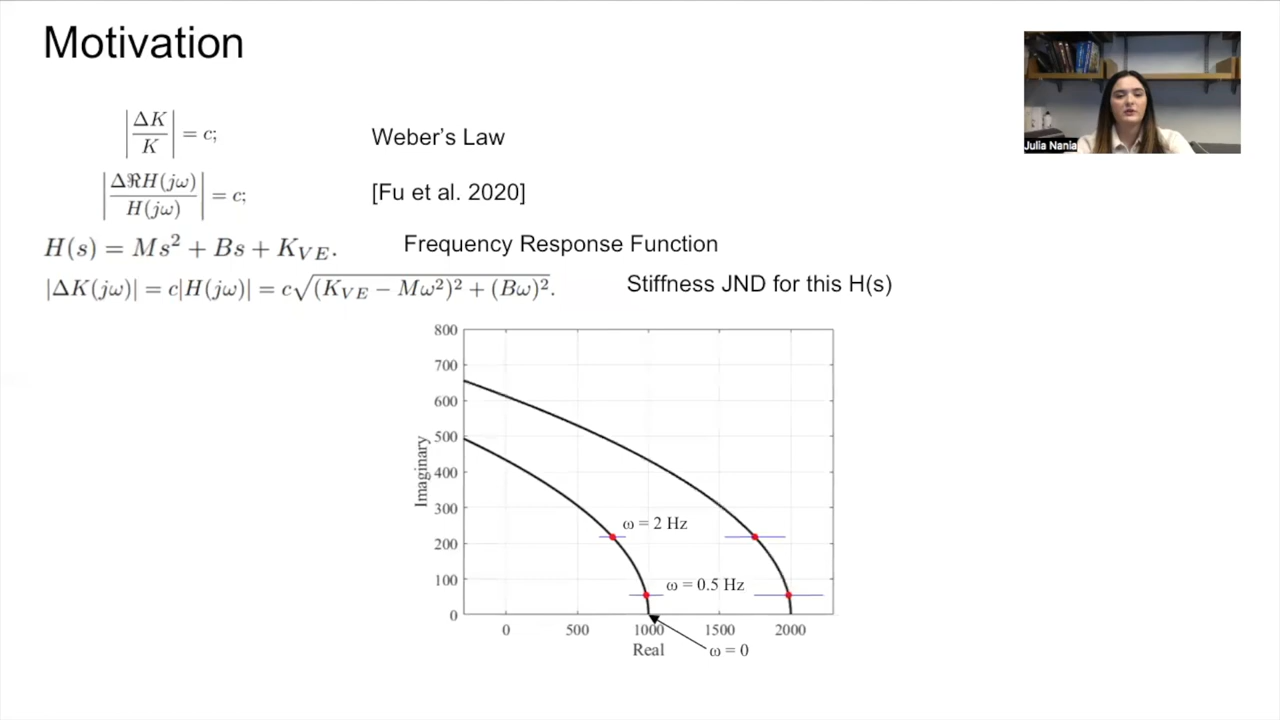 Motivation
|ΔK/K| = c;
Weber's Law
|ΔℜH(jω)/H(jω)| = c;
[Fu et al. 2020]
H(s) = Ms² + Bs + K_VE.
Frequency Response Function
|ΔK(jω)| = c|H(jω)| = c√((K_VE − Mω²)² + (Bω)².
Stiffness JND for this H(s)
Julia Nania
800
700
600
500
400
300
200
100
0
Imaginary
ω = 2 Hz
ω = 0.5 Hz
0 500 1000 1500 2000
Real
ω = 0